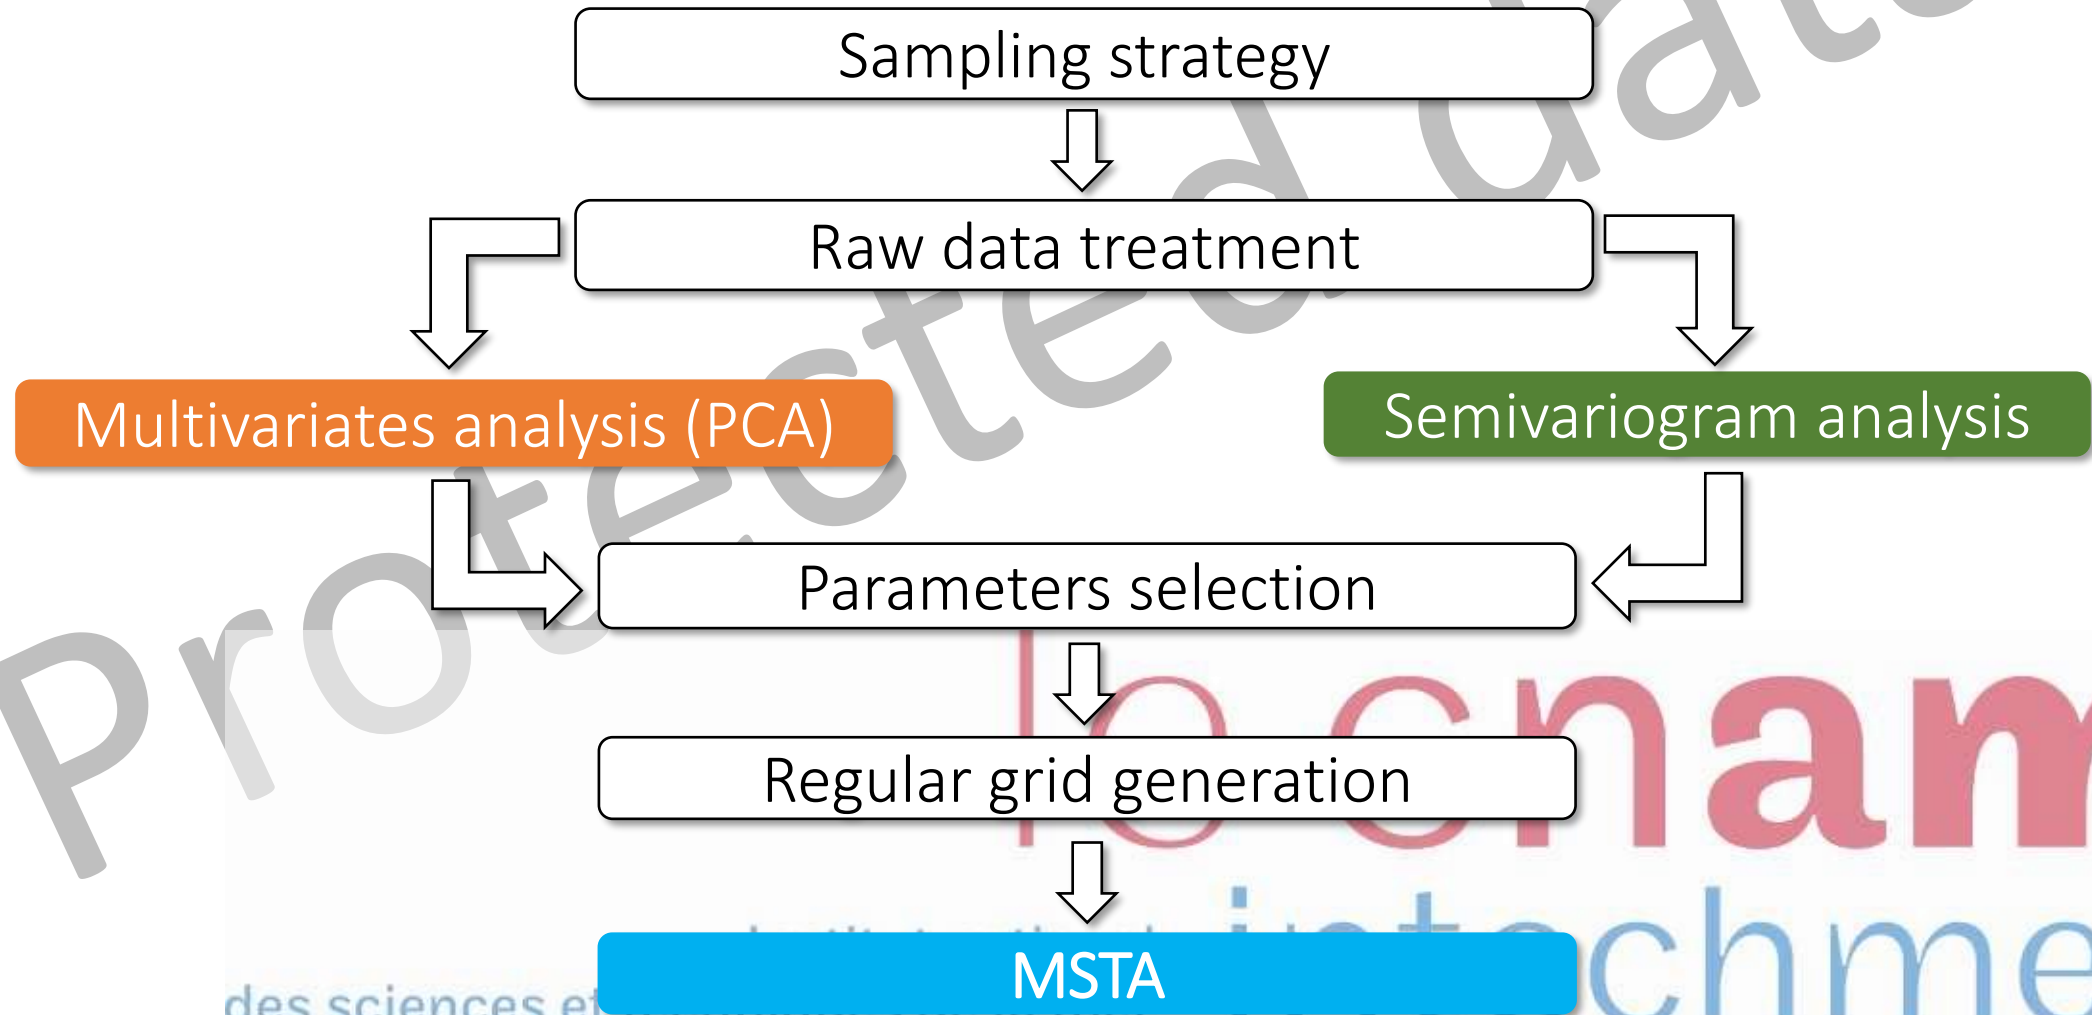 Sampling strategy
Raw data treatment
Multivariates analysis (PCA)
Semivariogram analysis
Parameters selection
Regular grid generation
MSTA
Protected
le cnam
des sciences et